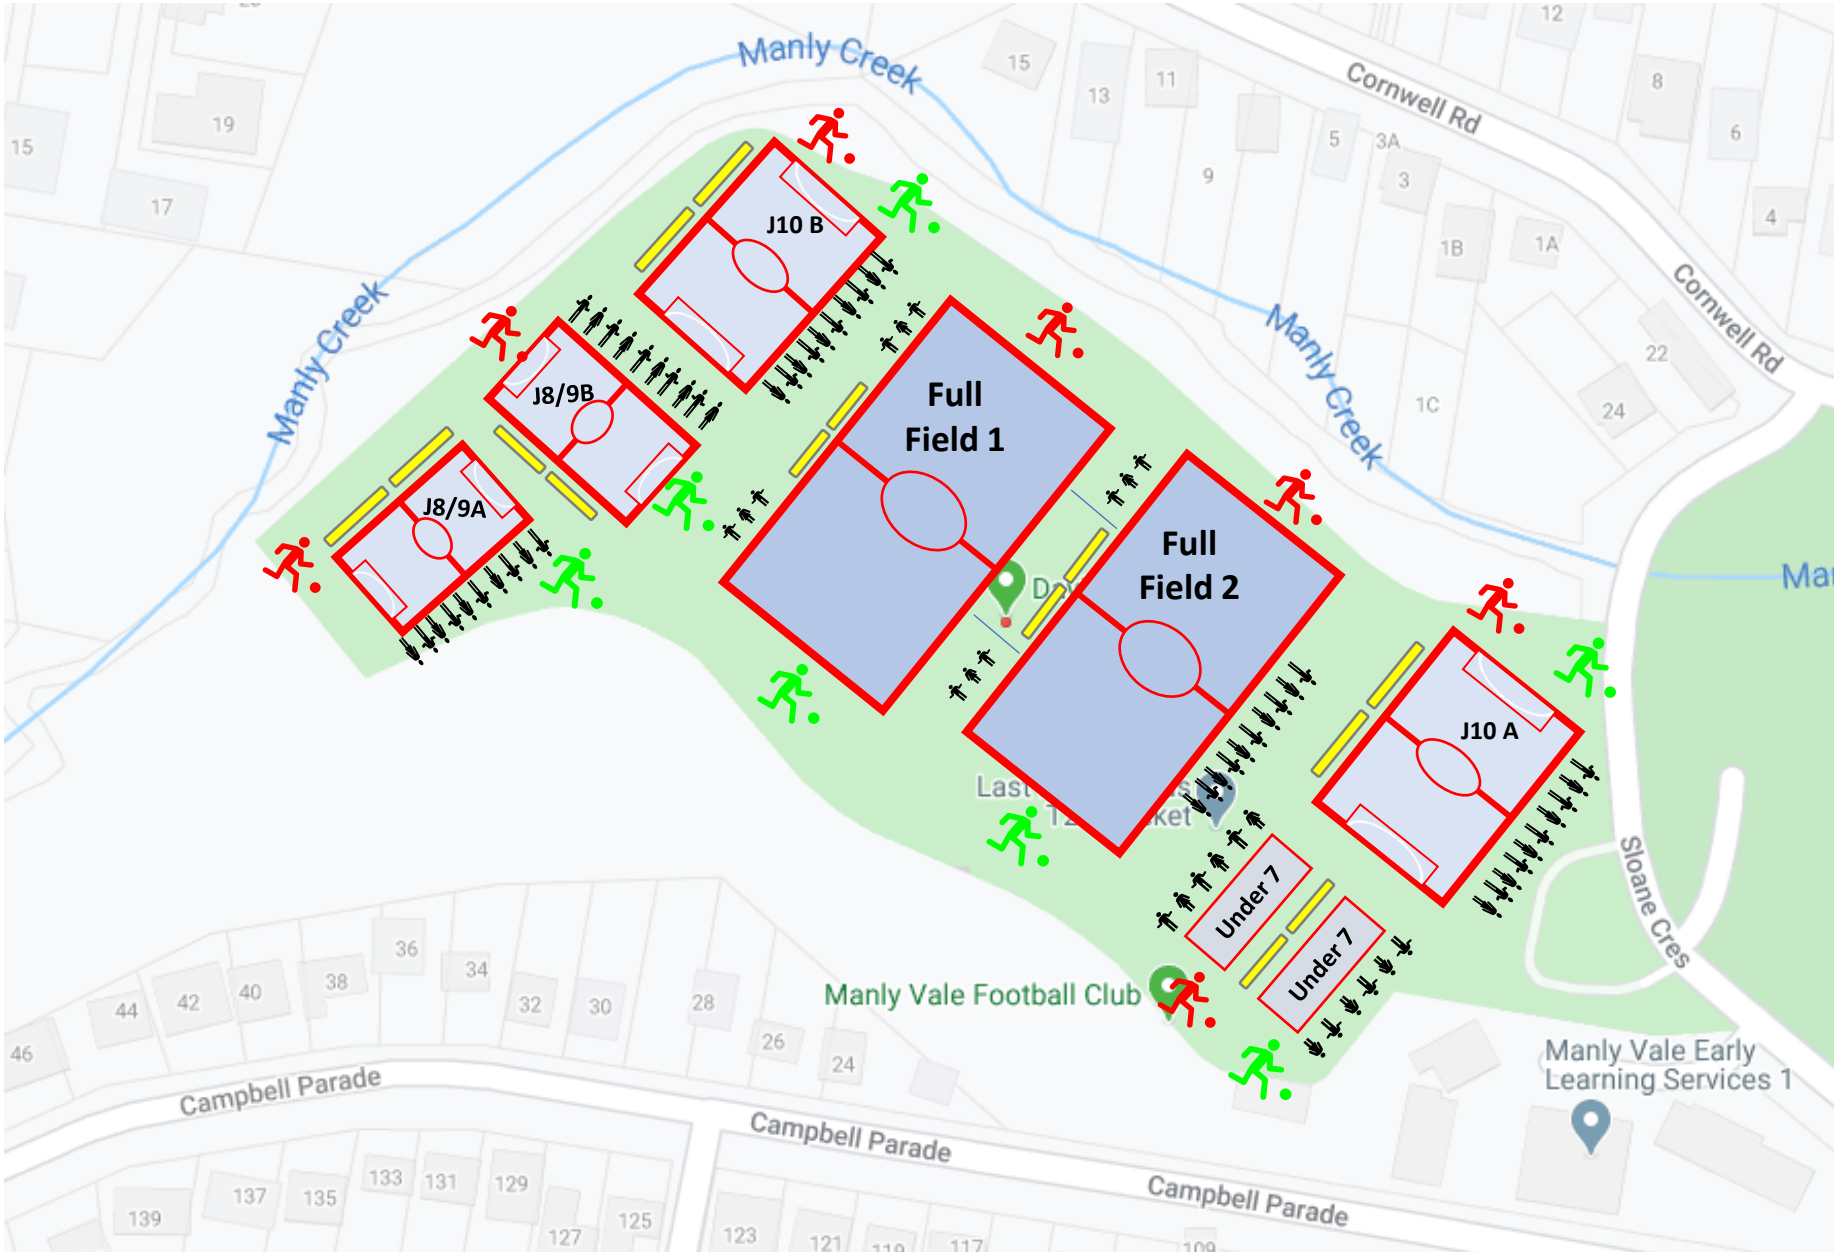 Manly Creek
Cornwell Rd
15
13
11
12
8
6
5
3A
3
9
4
1B
1A
1C
22
24
Cornwell Rd
19
15
17
Manly Creek
Manly Creek
J10 B
J8/9B
J8/9A
Full
Field 1
Full
Field 2
J10 A
Under 7
Under 7
Last
Manly Vale Football Club
Sloane Cres
Manly Vale Early
Learning Services 1
36
34
38
40
42
44
46
32
30
28
26
24
Campbell Parade
Campbell Parade
Campbell Parade
133
131
129
137
135
139
127
125
123
121
117
109